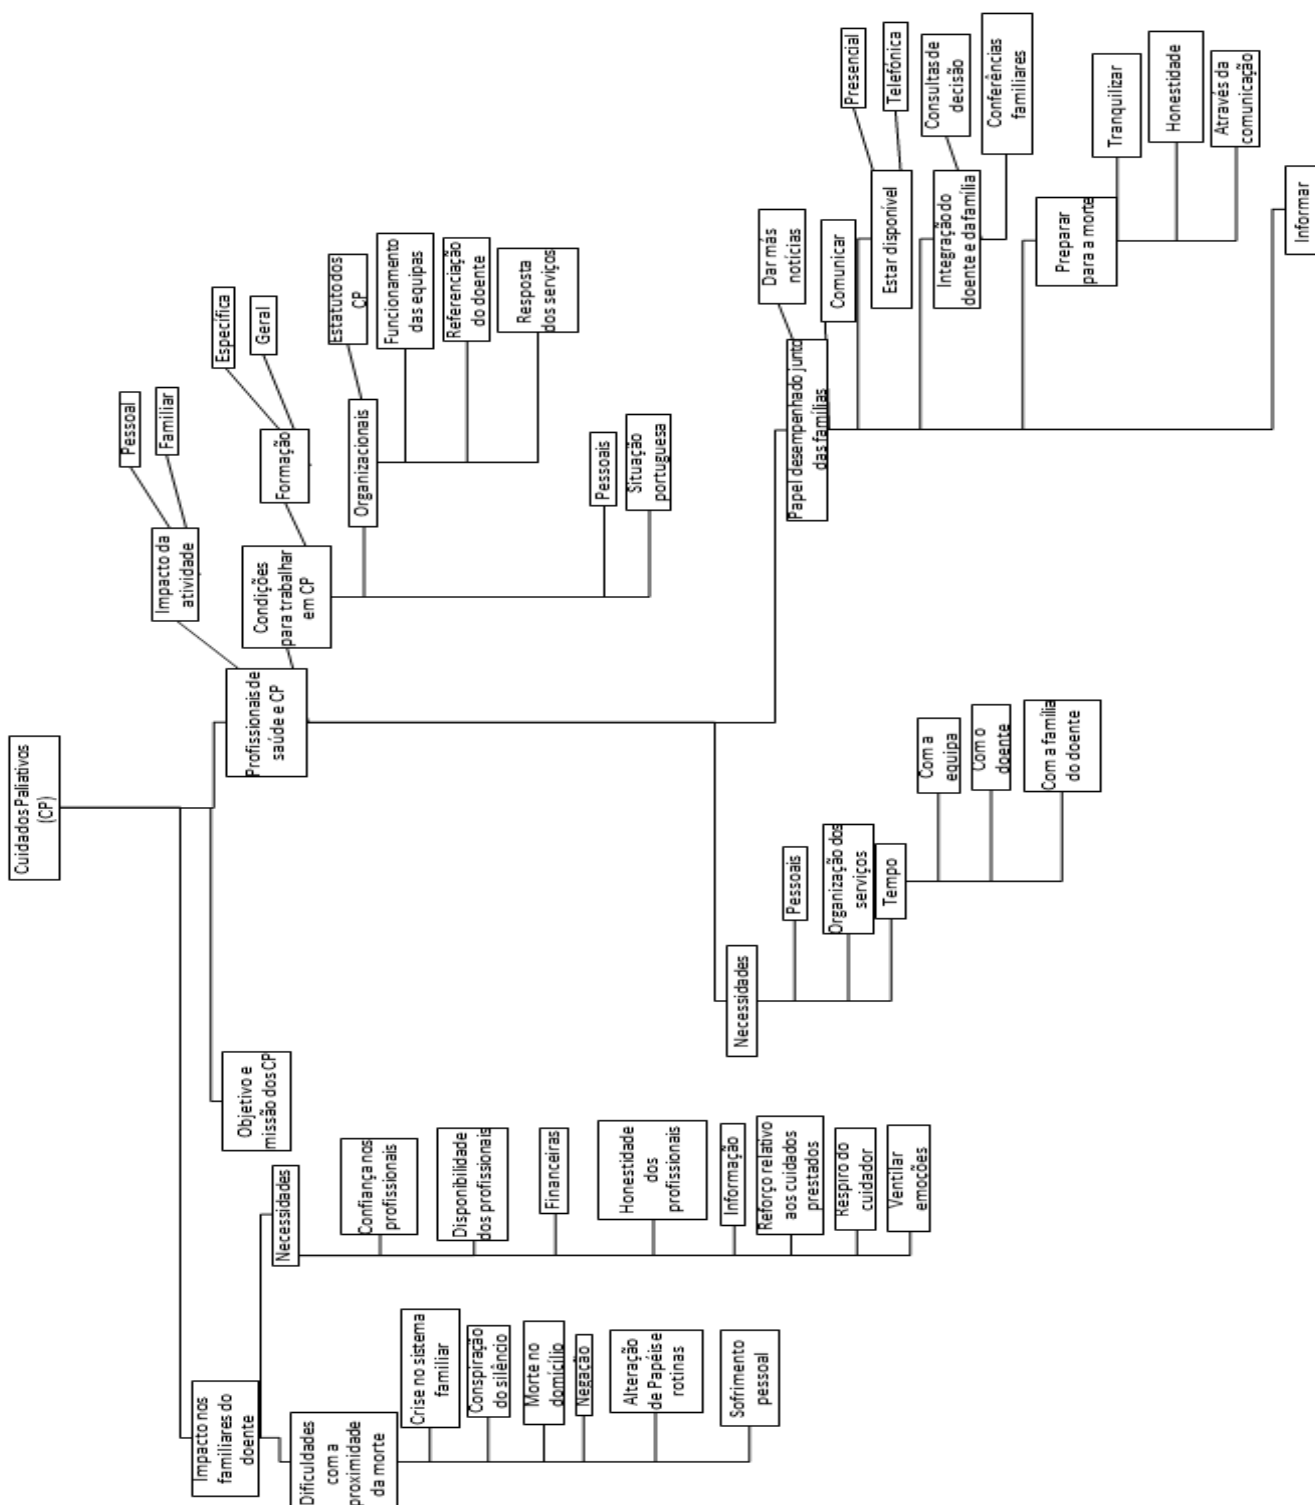 Cuidados Paliativos
(CP)
Impacto nos
familiares do
doente
Dificuldades
com a
proximidade
da morte
Crise no sistema
familiar
Conspiração
do silêncio
Morte no
domicílio
Negação
Alteração
de Papéis e
rotinas
Sofrimento
pessoal
Necessidades
Confiança nos
profissionais
Disponibilidade
dos profissionais
Financeiras
Honestidade
dos
profissionais
Informação
Reforço relativo
aos cuidados
prestados
Respiro do
cuidador
Ventilar
emoções
Objetivo e
missão dos CP
Profissionais de
saúde e CP
Impacto da
atividade
Pessoal
Familiar
Condições
para trabalhar
em CP
Formação
Específica
Geral
Organizacionais
Estatuto dos
CP
Funcionamento
das equipas
Referenciação
do doente
Resposta
dos serviços
Pessoais
Situação
portuguesa
Necessidades
Pessoais
Organização dos
serviços
Tempo
Com a
equipa
Com o
doente
Com a família
do doente
Papel desempenhado junto
das famílias
Dar más
notícias
Comunicar
Estar disponível
Presencial
Telefónica
Integração do
doente e da família
Consultas de
decisão
Conferências
familiares
Preparar
para a morte
Tranquilizar
Honestidade
Através da
comunicação
Informar